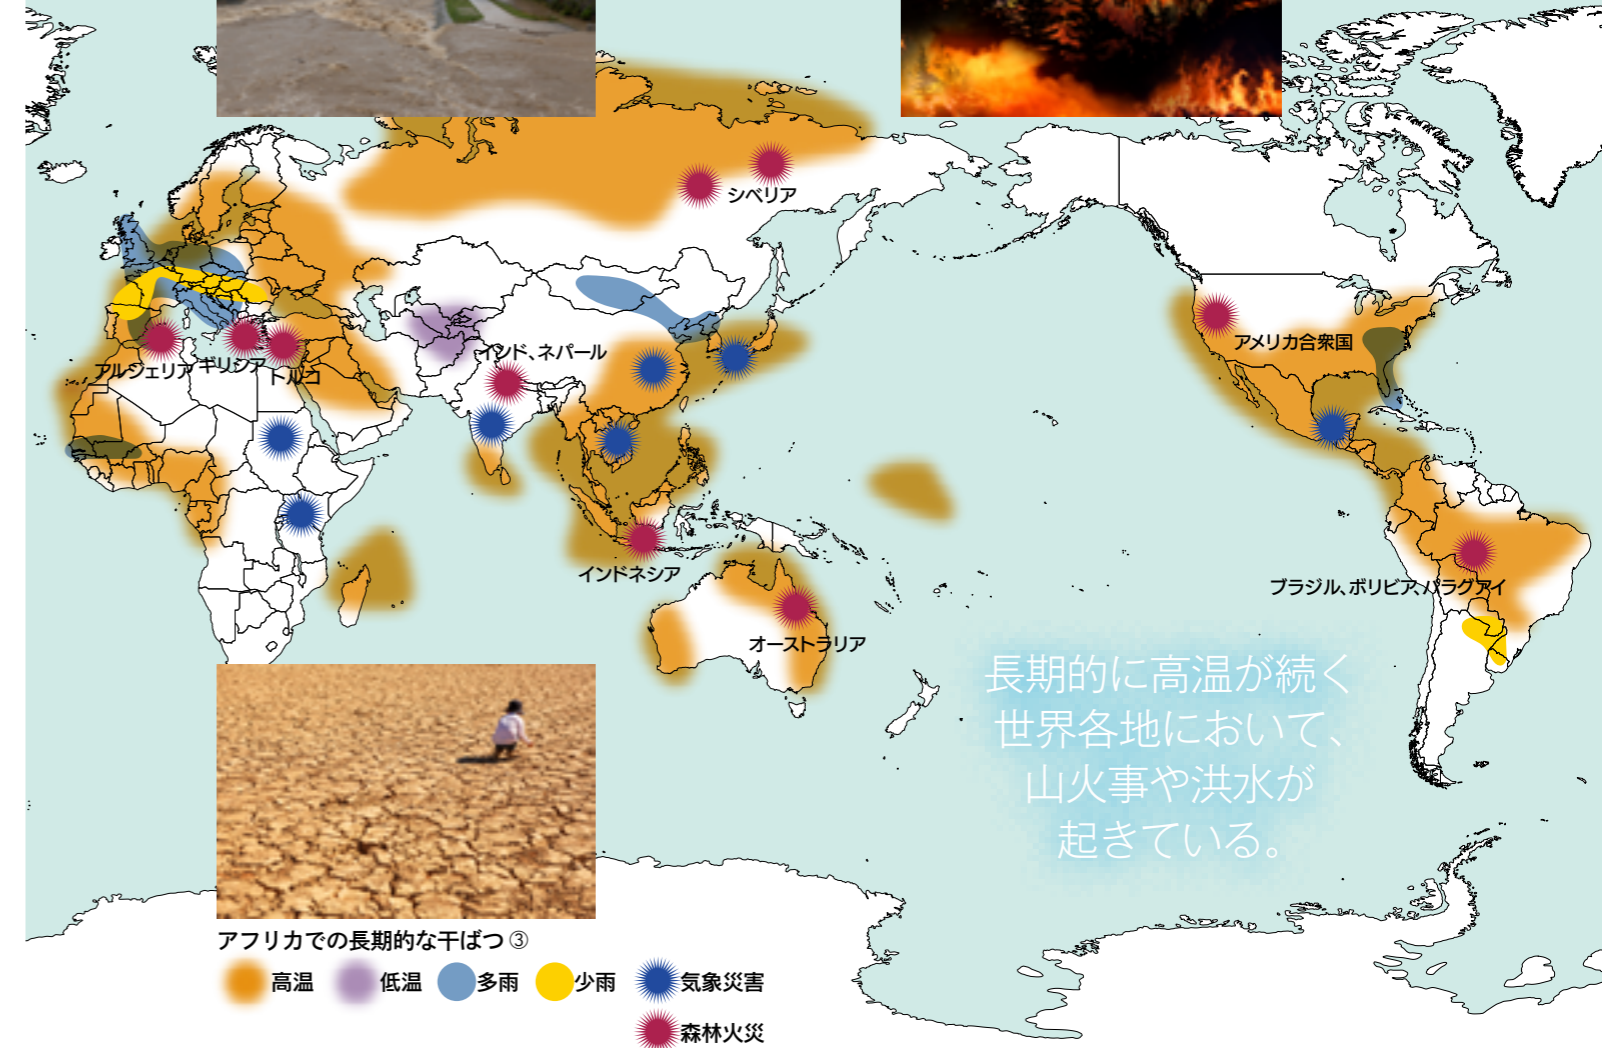 シベリア
アメリカ合衆国
インド、ネパール
アルジェリア
ギリシア
トルコ
インドネシア
ブラジル、ボリビア、パラグアイ
オーストラリア
長期的に高温が続く
世界各地において、
山火事や洪水が
起きている。
アフリカでの長期的な干ばつ ③
高温 低温 多雨 少雨 気象災害
森林火災